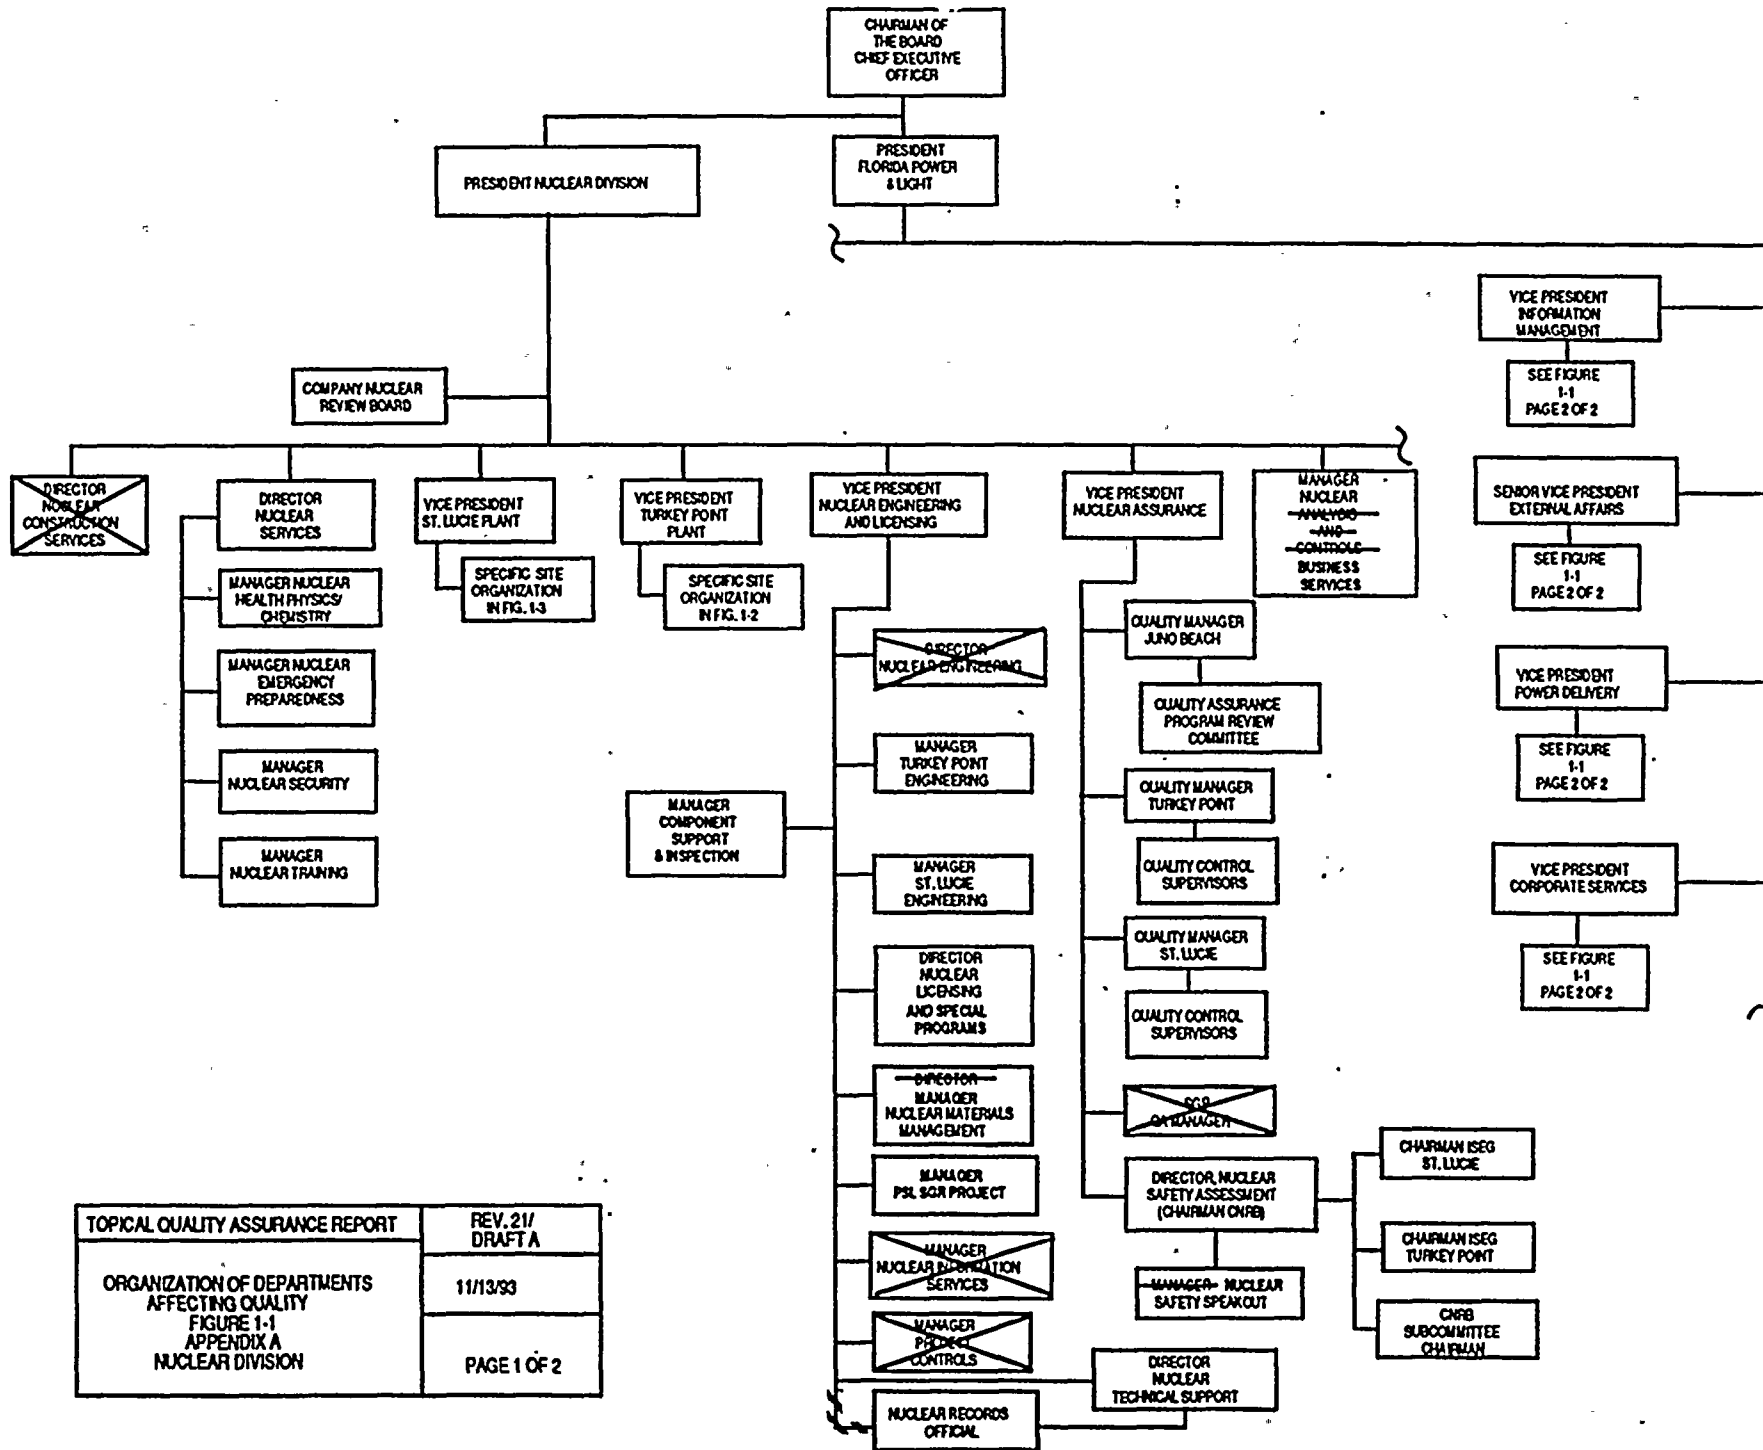 CHAIRMAN OF
THE BOARD
CHIEF EXECUTIVE
OFFICER
PRESIDENT NUCLEAR DIVISION
PRESIDENT
FLORIDA POWER
& LIGHT
VICE PRESIDENT
INFORMATION
MANAGEMENT
SEE FIGURE
1-1
PAGE 2 OF 2
COMPANY NUCLEAR
REVIEW BOARD
DIRECTOR
NUCLEAR
CONSTRUCTION
SERVICES
DIRECTOR
NUCLEAR
SERVICES
MANAGER NUCLEAR
HEALTH PHYSICS/
CHEMISTRY
MANAGER NUCLEAR
EMERGENCY
PREPAREDNESS
MANAGER
NUCLEAR SECURITY
MANAGER
NUCLEAR TRAINING
VICE PRESIDENT
ST. LUCIE PLANT
SPECIFIC SITE
ORGANIZATION
IN FIG. 1-3
VICE PRESIDENT
TURKEY POINT
PLANT
SPECIFIC SITE
ORGANIZATION
IN FIG. 1-2
VICE PRESIDENT
NUCLEAR ENGINEERING
AND LICENSING
DIRECTOR
NUCLEAR ENGINEERING
MANAGER
TURKEY POINT
ENGINEERING
MANAGER
COMPONENT
SUPPORT
& INSPECTION
MANAGER
ST. LUCIE
ENGINEERING
DIRECTOR
NUCLEAR
LICENSING
AND SPECIAL
PROGRAMS
DIRECTOR
MANAGER
NUCLEAR MATERIALS
MANAGEMENT
MANAGER
PSL SGR PROJECT
MANAGER
NUCLEAR INFORMATION
SERVICES
MANAGER
PROJECT
CONTROLS
DIRECTOR
NUCLEAR
TECHNICAL SUPPORT
NUCLEAR RECORDS
OFFICIAL
VICE PRESIDENT
NUCLEAR ASSURANCE
QUALITY MANAGER
JUNO BEACH
QUALITY ASSURANCE
PROGRAM REVIEW
COMMITTEE
QUALITY MANAGER
TURKEY POINT
QUALITY CONTROL
SUPERVISORS
QUALITY MANAGER
ST. LUCIE
QUALITY CONTROL
SUPERVISORS
SGR
QA MANAGER
DIRECTOR, NUCLEAR
SAFETY ASSESSMENT
(CHAIRMAN CNRB)
MANAGER NUCLEAR
SAFETY SPEAKOUT
CHAIRMAN ISEG
ST. LUCIE
CHAIRMAN ISEG
TURKEY POINT
CNRB
SUBCOMMITTEE
CHAIRMAN
MANAGER
NUCLEAR
ANALYSIS
AND
CONTROLS
BUSINESS
SERVICES
SENIOR VICE PRESIDENT
EXTERNAL AFFAIRS
SEE FIGURE
1-1
PAGE 2 OF 2
VICE PRESIDENT
POWER DELIVERY
SEE FIGURE
1-1
PAGE 2 OF 2
VICE PRESIDENT
CORPORATE SERVICES
SEE FIGURE
1-1
PAGE 2 OF 2
TOPICAL QUALITY ASSURANCE REPORT
REV. 21/
DRAFT A
ORGANIZATION OF DEPARTMENTS
AFFECTING QUALITY
FIGURE 1-1
APPENDIX A
NUCLEAR DIVISION
11/13/93
PAGE 1 OF 2